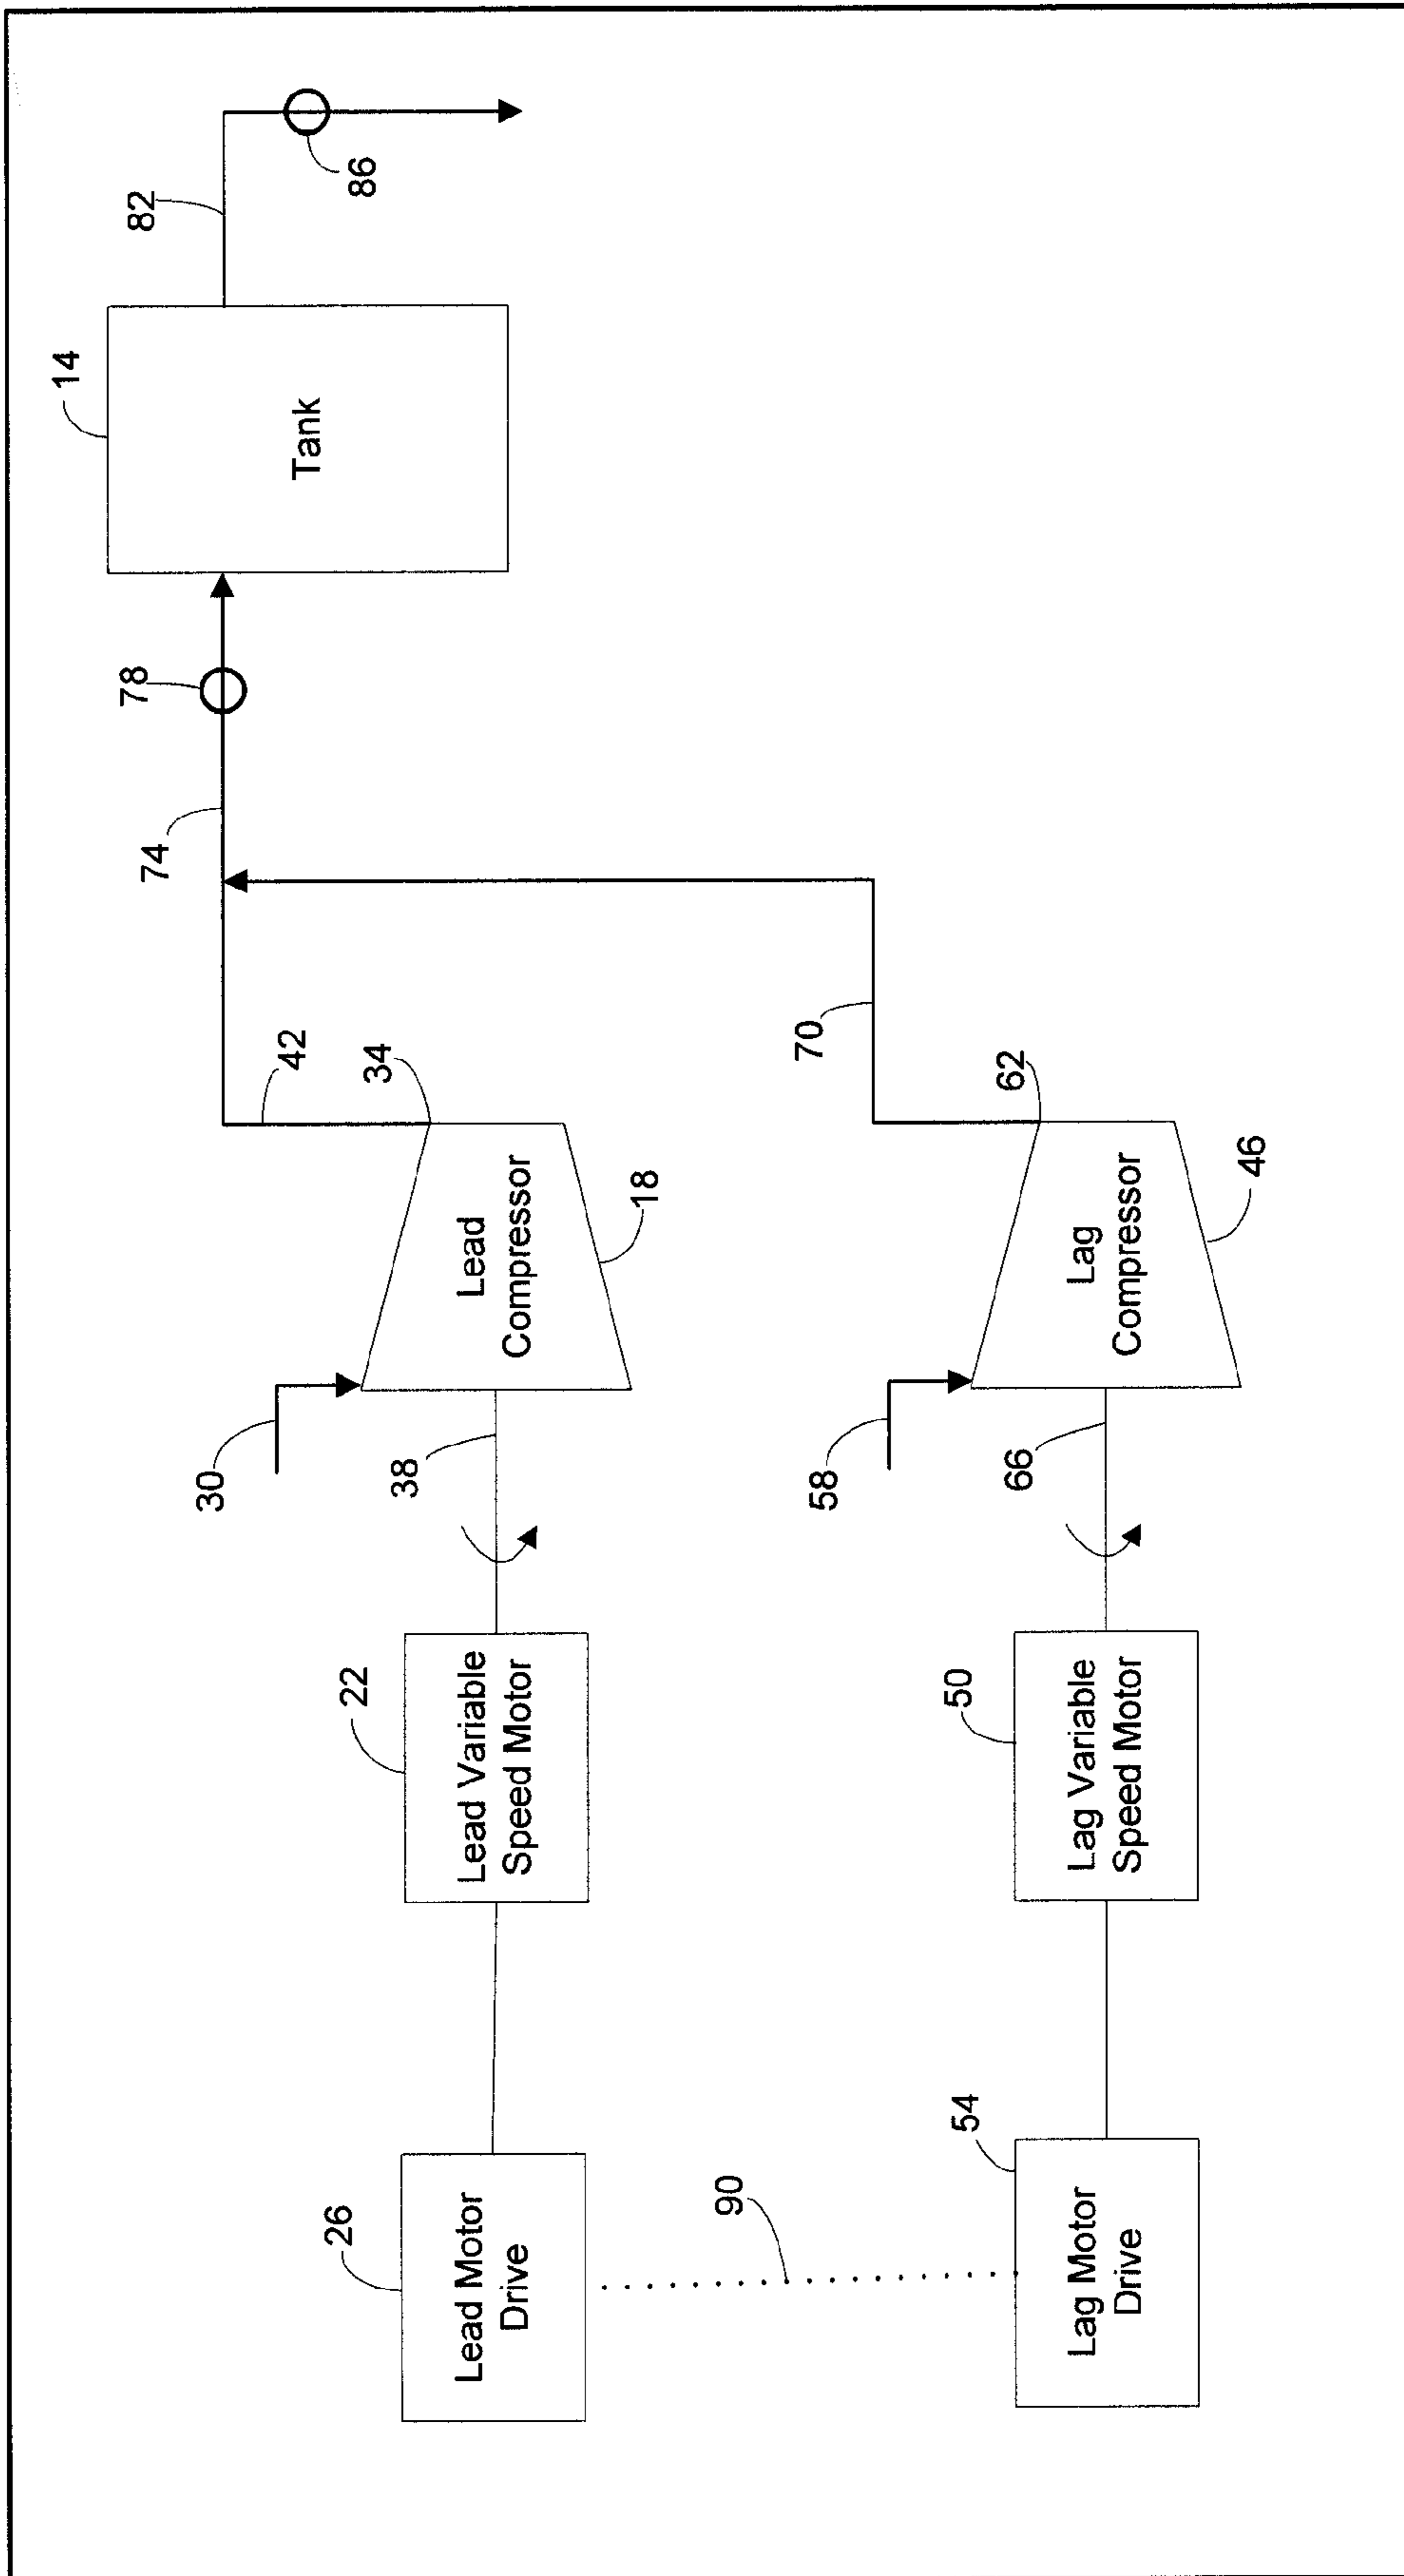 14
Tank
82
86
78
74
42
34
Lead
Compressor
18
30
38
22
Lead Variable
Speed Motor
26
Lead Motor
Drive
90
70
62
Lag
Compressor
46
58
66
50
Lag Variable
Speed Motor
54
Lag Motor
Drive